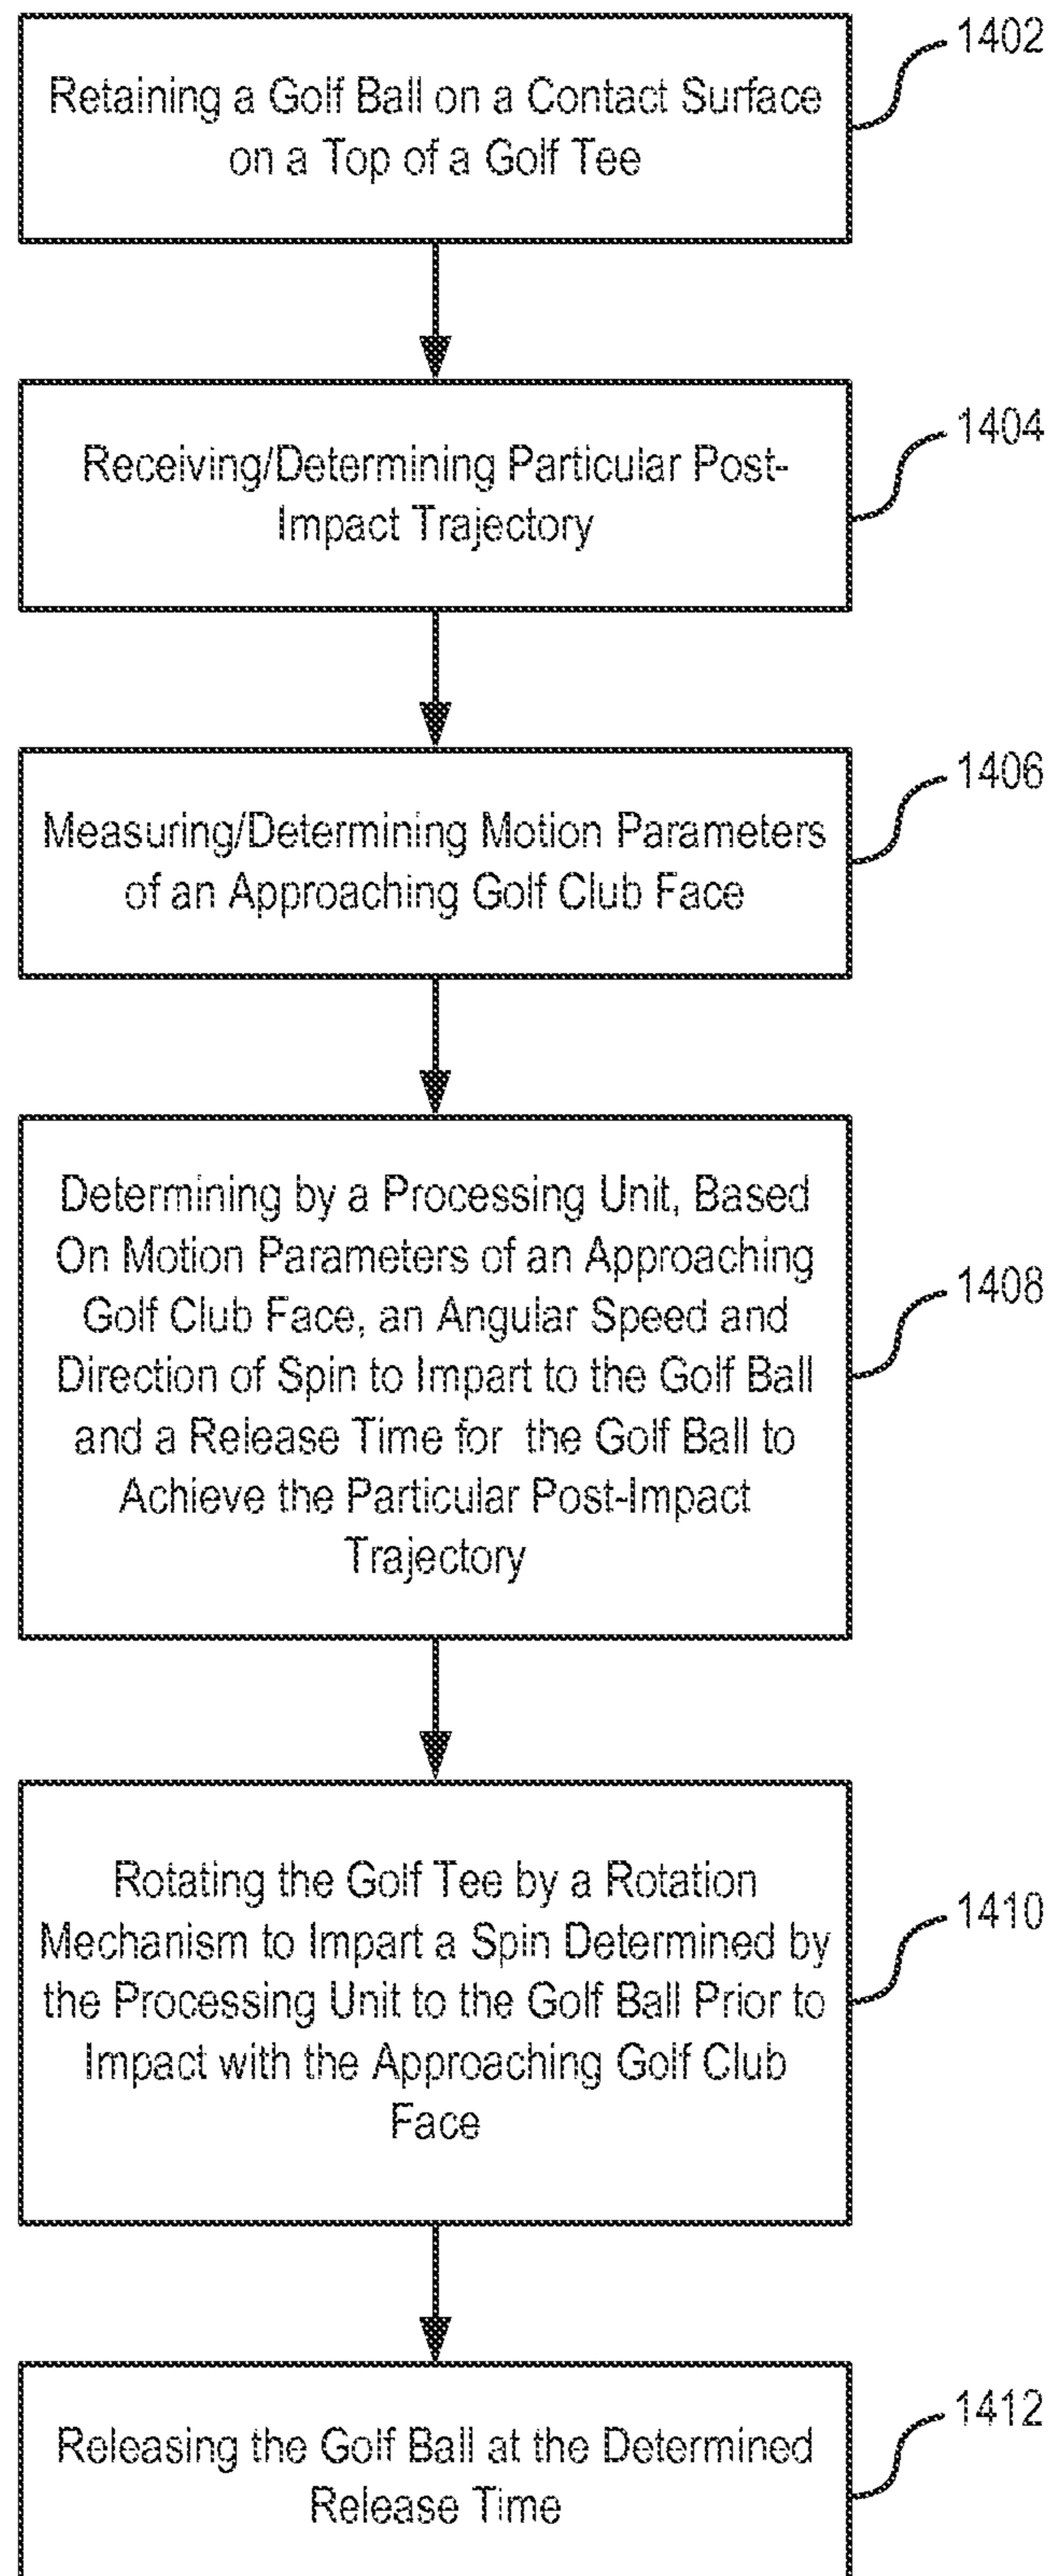 1402
Retaining a Golf Ball on a Contact Surface
on a Top of a Golf Tee
1404
Receiving/Determining Particular Post-
Impact Trajectory
1406
Measuring/Determining Motion Parameters
of an Approaching Golf Club Face
1408
Determining by a Processing Unit, Based
On Motion Parameters of an Approaching
Golf Club Face, an Angular Speed and
Direction of Spin to Impart to the Golf Ball
and a Release Time for the Golf Ball to
Achieve the Particular Post-Impact
Trajectory
1410
Rotating the Golf Tee by a Rotation
Mechanism to Impart a Spin Determined by
the Processing Unit to the Golf Ball Prior to
Impact with the Approaching Golf Club
Face
1412
Releasing the Golf Ball at the Determined
Release Time